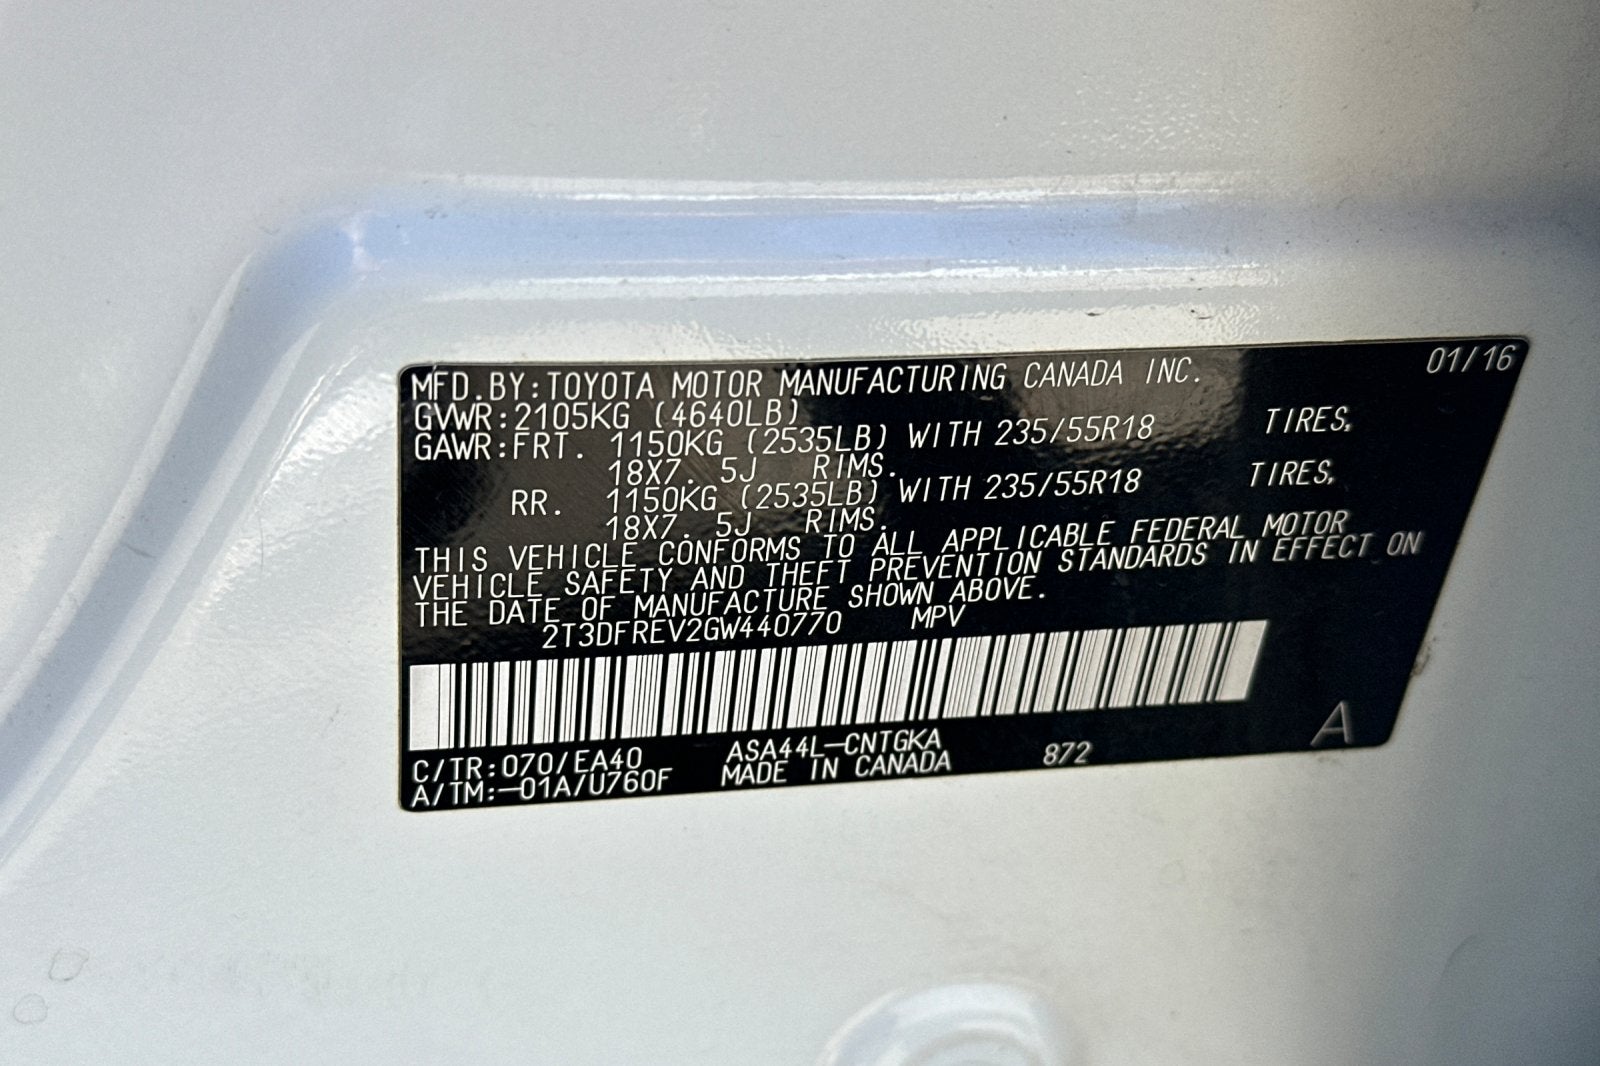 01/16
MFD.BY:TOYOTA MOTOR MANUFACTURING CANADA INC.
GVWR:2105KG (4640LB)
GAWR:FRT. 1150KG (2535LB) WITH 235/55R18 TIRES,
18X7. 5J RIMS.
RR. 1150KG (2535LB) WITH 235/55R18 TIRES,
18X7. 5J RIMS.
THIS VEHICLE CONFORMS TO ALL APPLICABLE FEDERAL MOTOR
VEHICLE SAFETY AND THEFT PREVENTION STANDARDS IN EFFECT ON
THE DATE OF MANUFACTURE SHOWN ABOVE.
2T3DFREV2GW440770 MPV
C/TR:070/EA40 ASA44L-CNTGKA 872 A
A/TM:-01A/U760F MADE IN CANADA